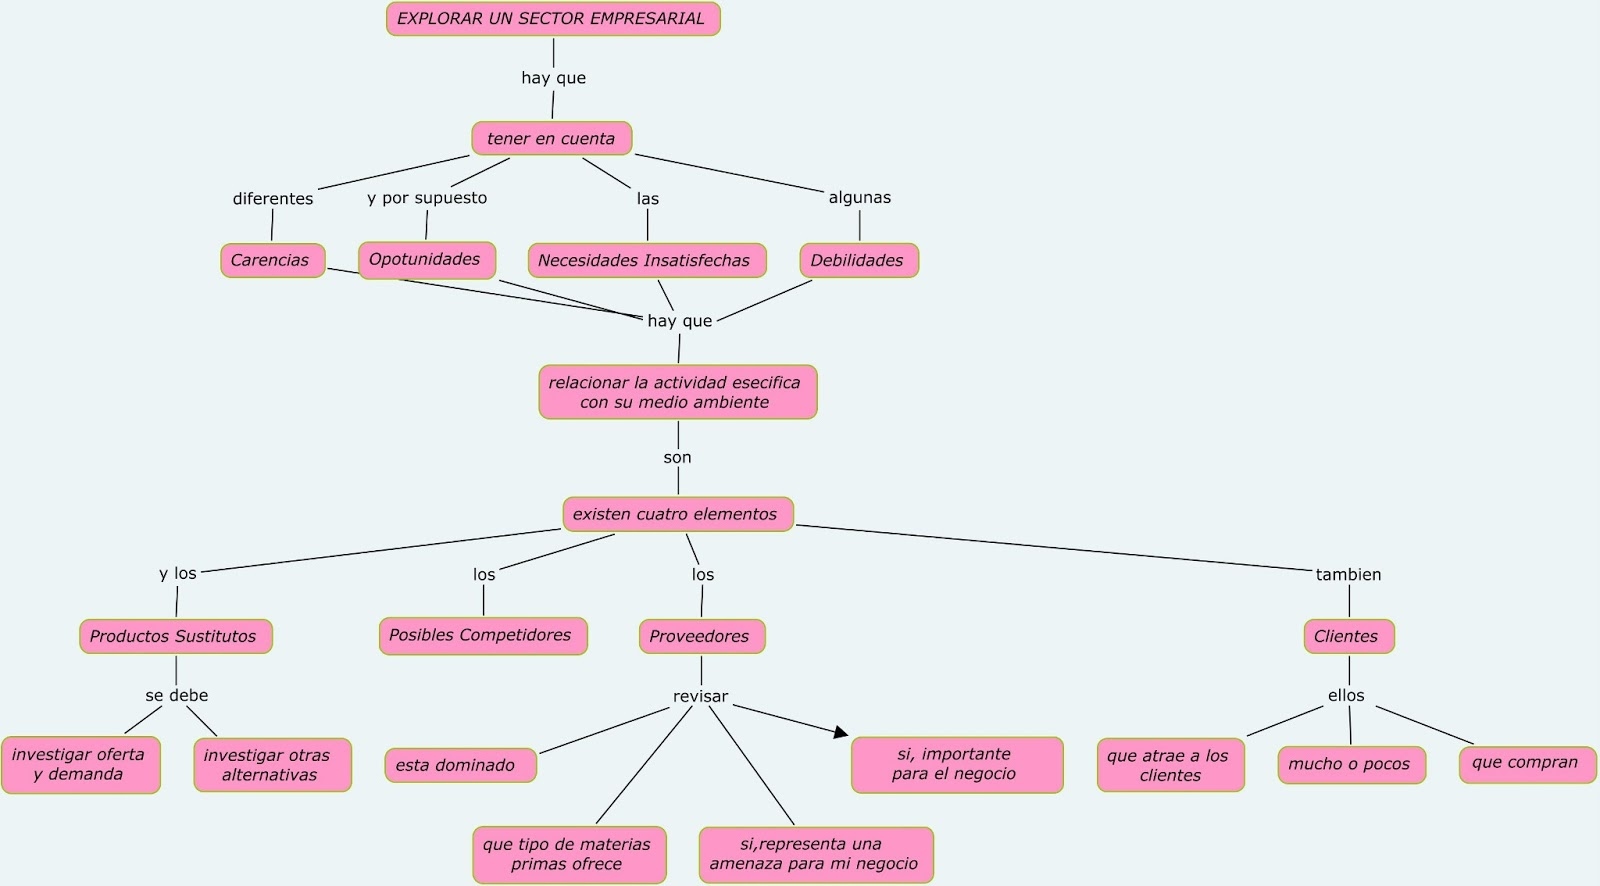 EXPLORAR UN SECTOR EMPRESARIAL
hay que
tener en cuenta
diferentes
y por supuesto
las
algunas
Carencias
Opotunidades
Necesidades Insatisfechas
Debilidades
hay que
relacionar la actividad esecifica
con su medio ambiente
son
existen cuatro elementos
y los
los
los
tambien
Productos Sustitutos
Posibles Competidores
Proveedores
Clientes
se debe
revisar
ellos
investigar oferta
y demanda
investigar otras
alternativas
esta dominado
si, importante
para el negocio
que atrae a los
clientes
mucho o pocos
que compran
que tipo de materias
primas ofrece
si,representa una
amenaza para mi negocio